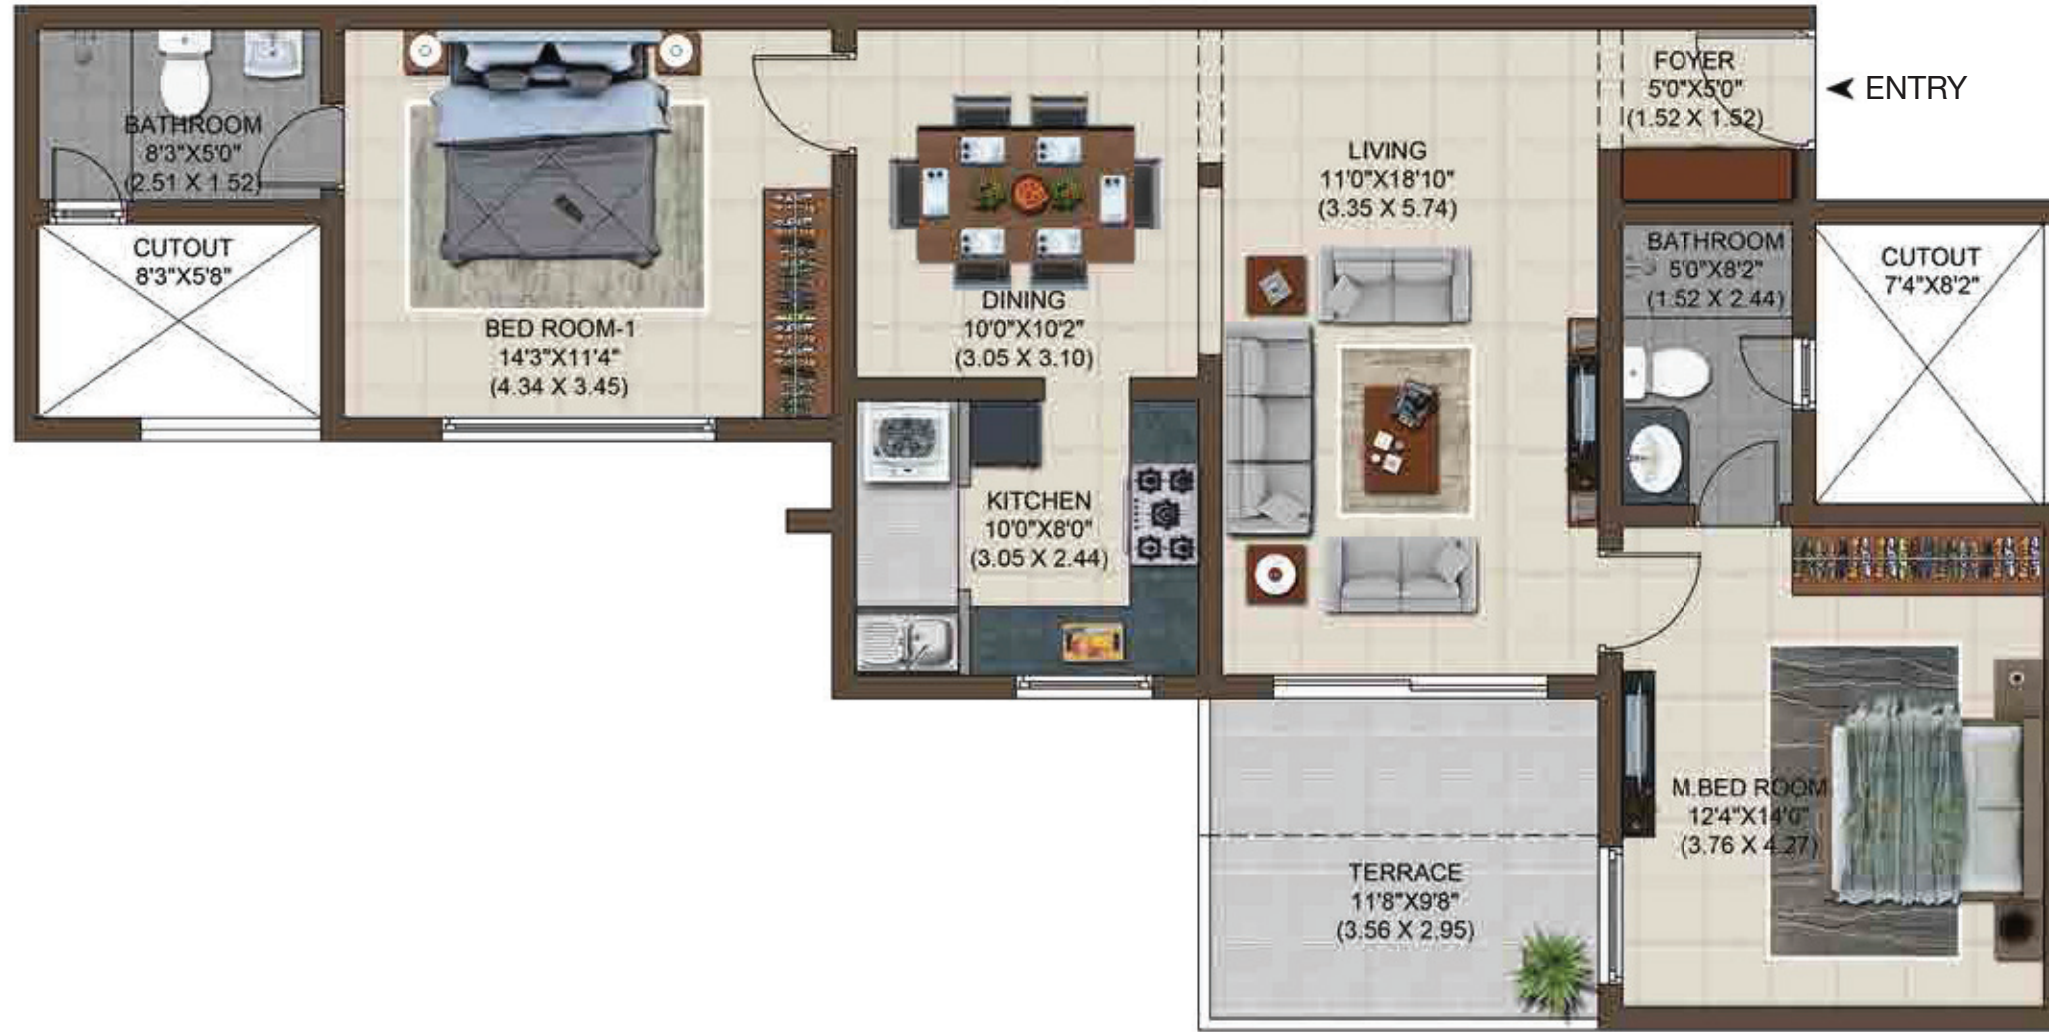 FOYER
5'0"X5'0"
(1.52 X 1.52)
ENTRY
BATHROOM
8'3"X5'0"
(2.51 X 1.52)
LIVING
11'0"X18'10"
(3.35 X 5.74)
CUTOUT
8'3"X5'8"
BATHROOM
5'0"X8'2"
(1.52 X 2.44)
CUTOUT
7'4"X8'2"
BED ROOM-1
14'3"X11'4"
(4.34 X 3.45)
DINING
10'0"X10'2"
(3.05 X 3.10)
KITCHEN
10'0"X8'0"
(3.05 X 2.44)
M.BED ROOM
12'4"X14'0"
(3.76 X 4.27)
TERRACE
11'8"X9'8"
(3.56 X 2.95)